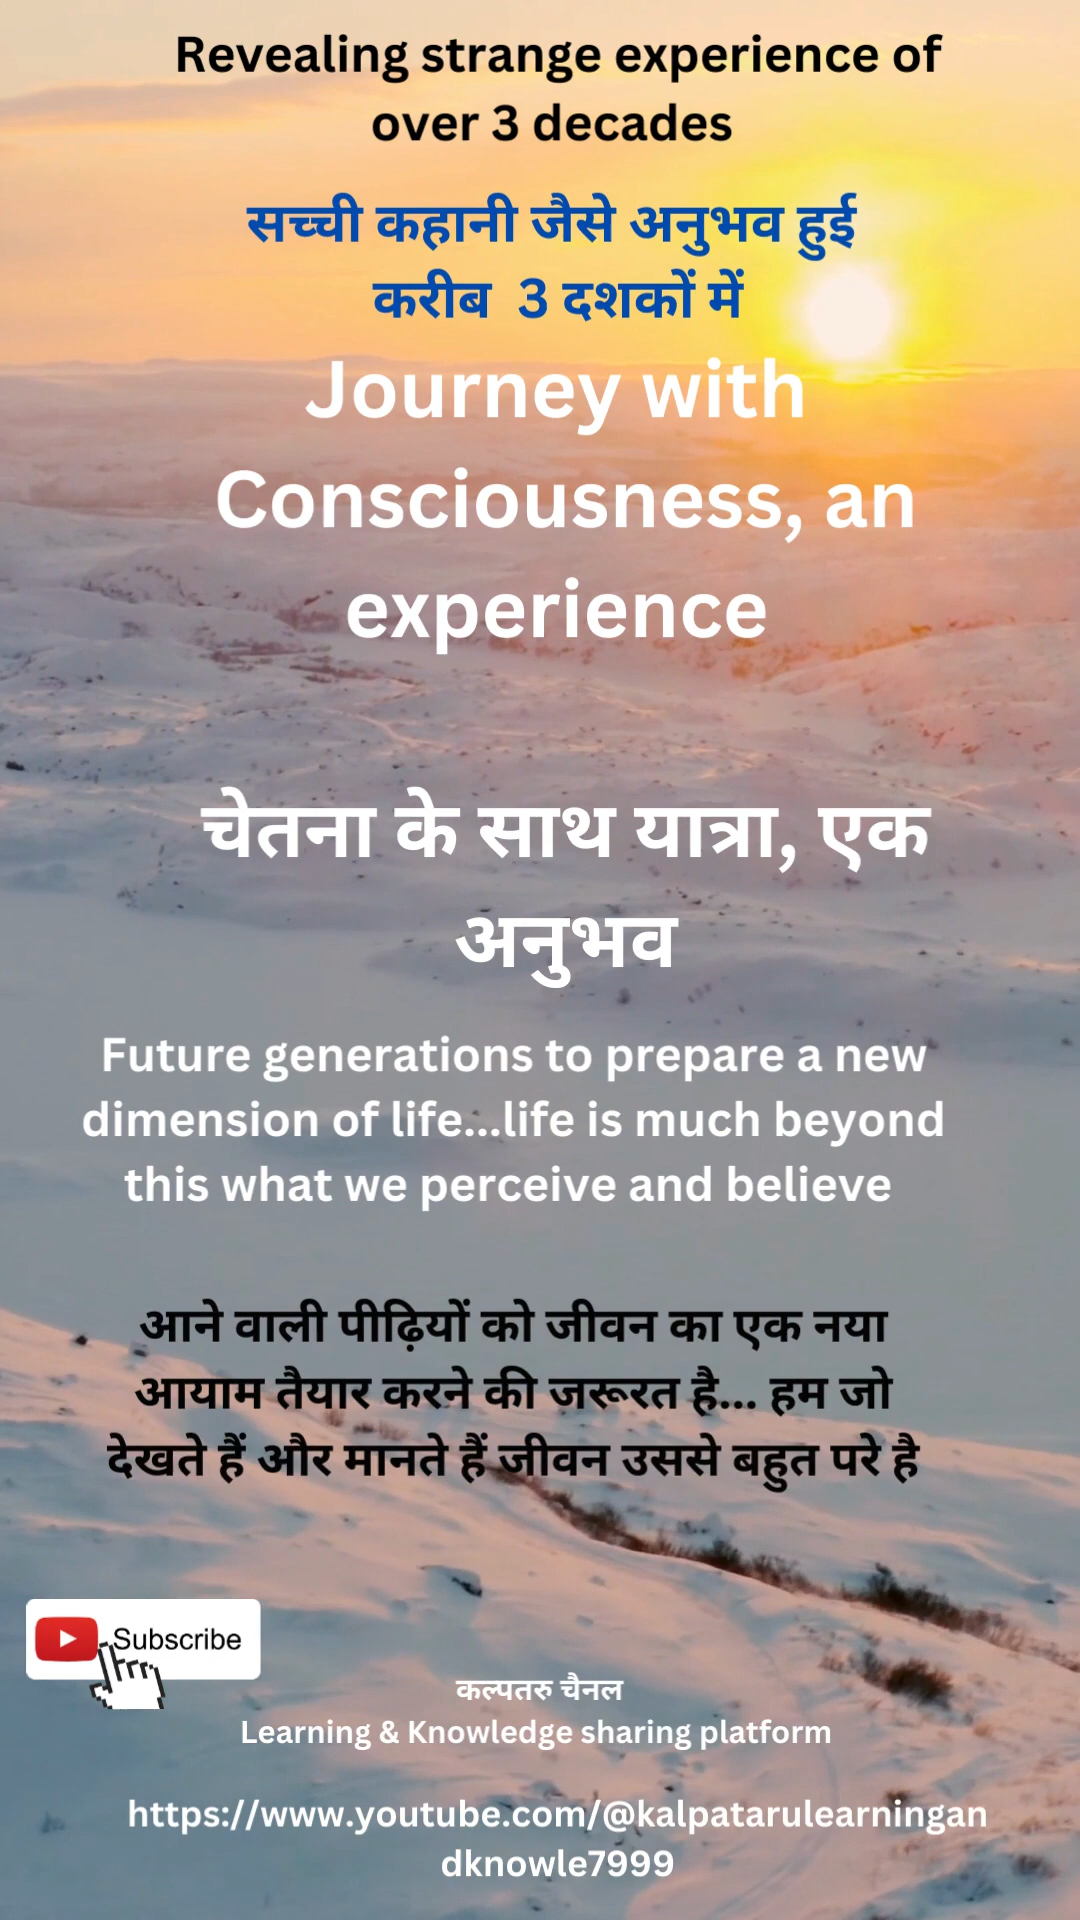 Revealing strange experience of
over 3 decades
सच्ची कहानी जैसे अनुभव हुई
करीब 3 दशकों में
Journey with
Consciousness, an
experience
चेतना के साथ यात्रा, एक
अनुभव
Future generations to prepare a new
dimension of life...life is much beyond
this what we perceive and believe
आने वाली पीढ़ियों को जीवन का एक नया
आयाम तैयार करने की जरूरत है... हम जो
देखते हैं और मानते हैं जीवन उससे बहुत परे है
Subscribe
कल्पतरु चैनल
Learning & Knowledge sharing platform
https://www.youtube.com/@kalpatarulearningan
dknowle7999